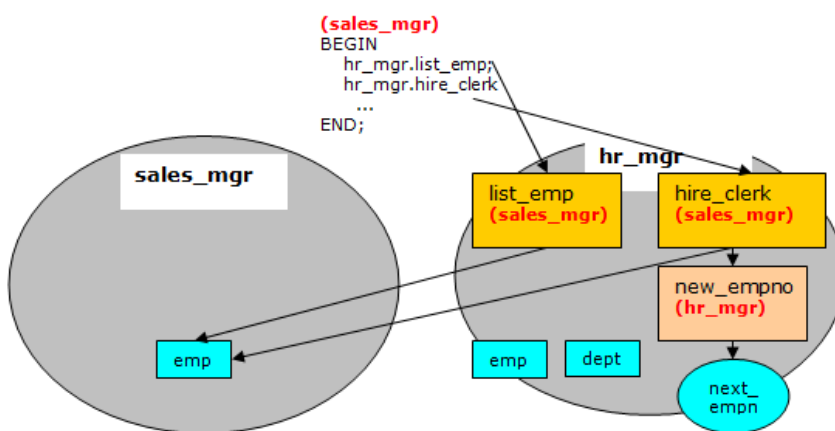 (sales_mgr)
BEGIN
hr_mgr.list_emp;
hr_mgr.hire_clerk
...
END;
sales_mgr
hr_mgr
list_emp
(sales_mgr)
hire_clerk
(sales_mgr)
new_empno
(hr_mgr)
emp
emp
dept
next_
empn